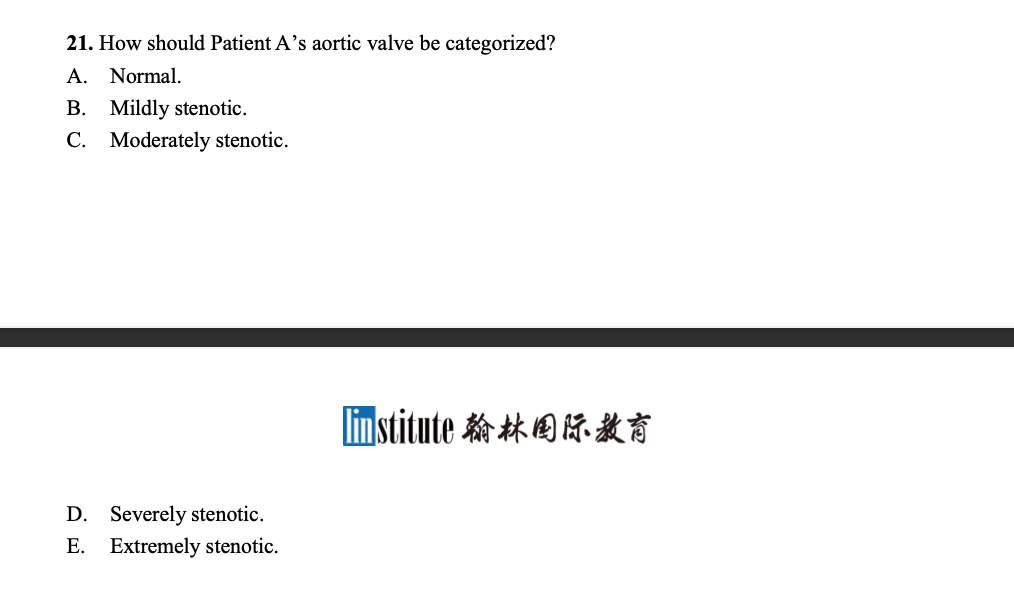 21. How should Patient A’s aortic valve be categorized?
A. Normal.
B. Mildly stenotic.
C. Moderately stenotic.
linstitute 翰林国际教育
D. Severely stenotic.
E. Extremely stenotic.